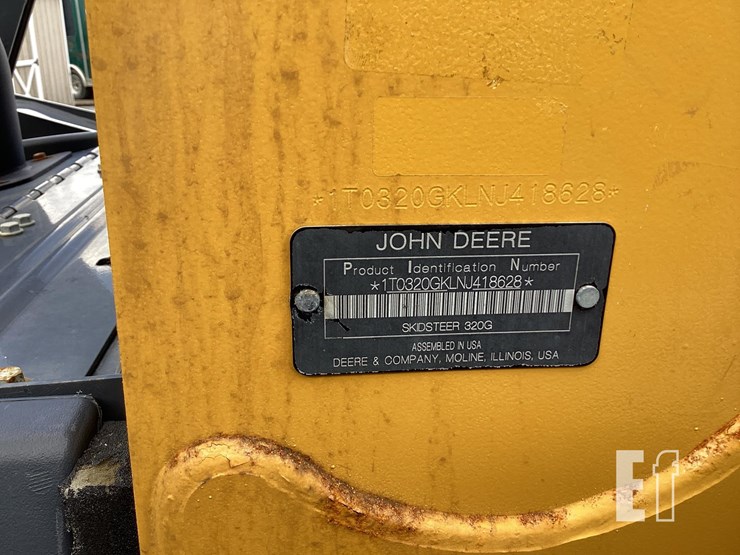 *1T0320GKLNJ418628*
JOHN DEERE
Product Identification Number
*1T0320GKLNJ418628*
SKIDSTEER 320G
ASSEMBLED IN USA
DEERE & COMPANY, MOLINE, ILLINOIS, USA
Ef